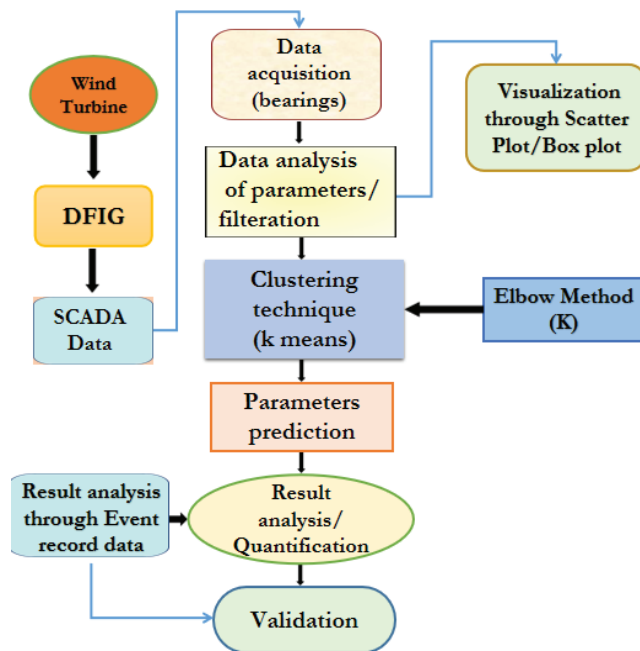 Wind
Turbine
DFIG
SCADA
Data
Data
acquisition
(bearings)
Visualization
through Scatter
Plot/Box plot
Data analysis
of parameters/
filteration
Clustering
technique
(k means)
Elbow Method
(K)
Parameters
prediction
Result analysis
through Event
record data
Result
analysis/
Quantification
Validation